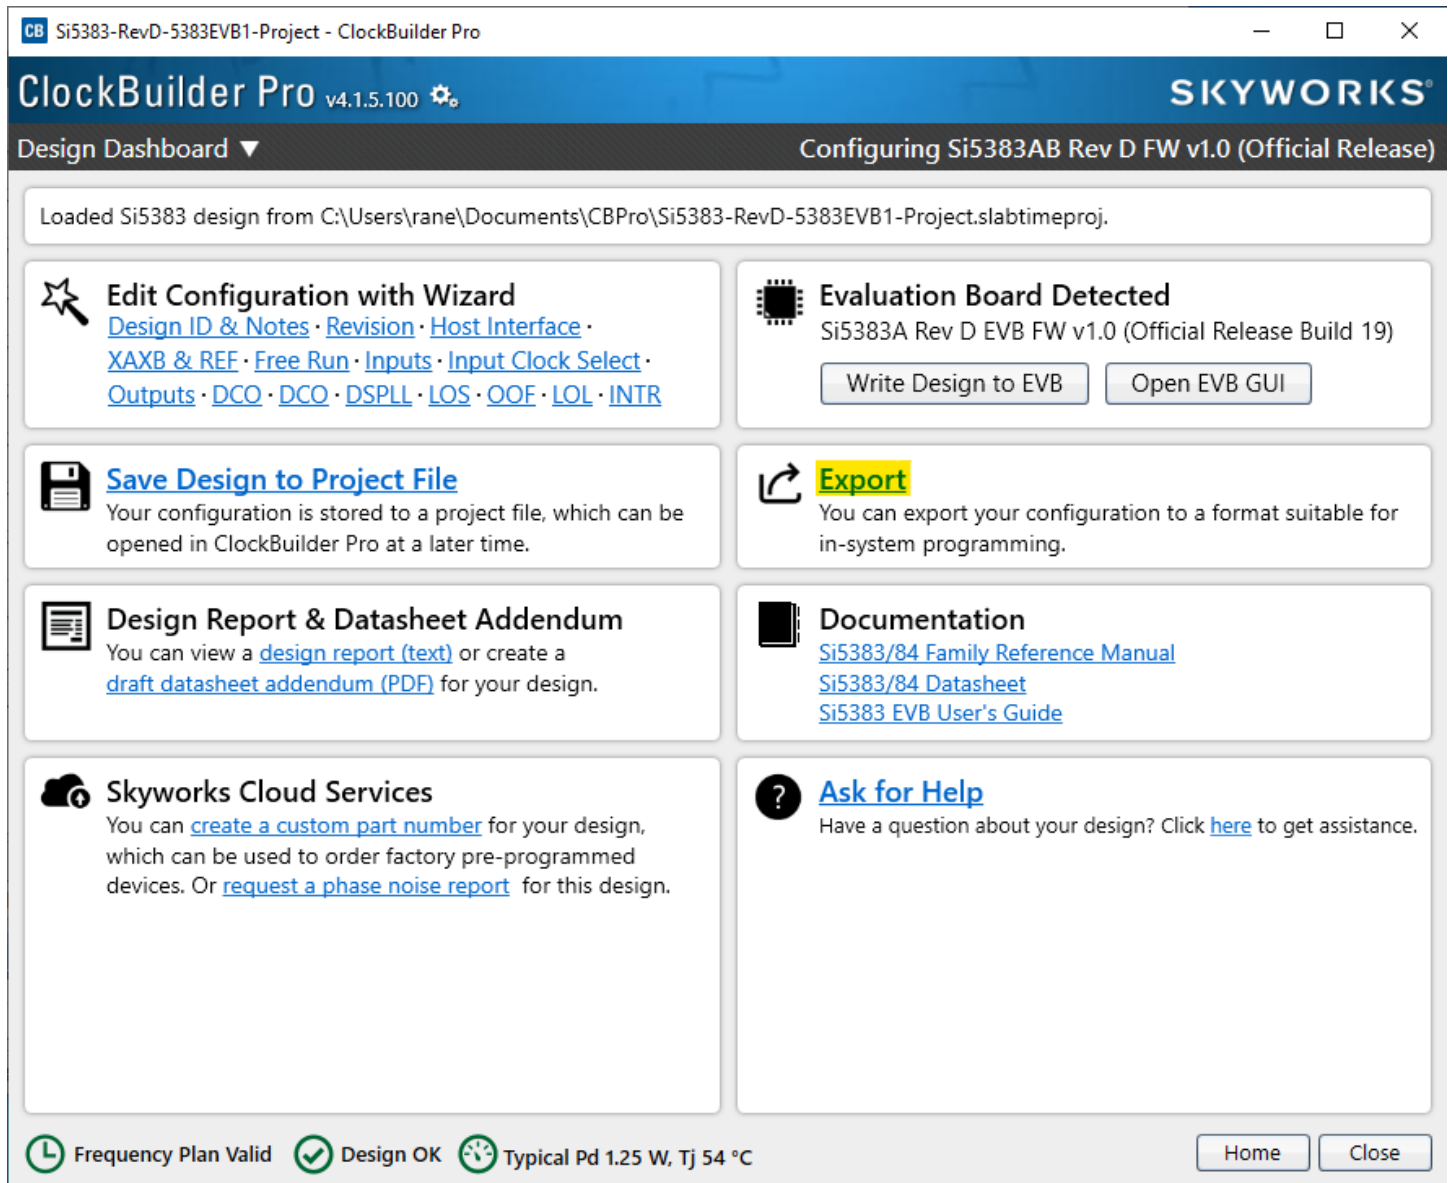 CB Si5383-RevD-5383EVB1-Project - ClockBuilder Pro
ClockBuilder Pro v4.1.5.100
SKYWORKS®
Design Dashboard ▼
Configuring Si5383AB Rev D FW v1.0 (Official Release)
Loaded Si5383 design from C:\Users\rane\Documents\CBPro\Si5383-RevD-5383EVB1-Project.slabtimeproj.
Edit Configuration with Wizard
Design ID & Notes · Revision · Host Interface ·
XAXB & REF · Free Run · Inputs · Input Clock Select ·
Outputs · DCO · DCO · DSPLL · LOS · OOF · LOL · INTR
Evaluation Board Detected
Si5383A Rev D EVB FW v1.0 (Official Release Build 19)
Write Design to EVB
Open EVB GUI
Save Design to Project File
Your configuration is stored to a project file, which can be
opened in ClockBuilder Pro at a later time.
Export
You can export your configuration to a format suitable for
in-system programming.
Design Report & Datasheet Addendum
You can view a design report (text) or create a
draft datasheet addendum (PDF) for your design.
Documentation
Si5383/84 Family Reference Manual
Si5383/84 Datasheet
Si5383 EVB User's Guide
Skyworks Cloud Services
You can create a custom part number for your design,
which can be used to order factory pre-programmed
devices. Or request a phase noise report for this design.
? Ask for Help
Have a question about your design? Click here to get assistance.
Frequency Plan Valid
Design OK
Typical Pd 1.25 W, Tj 54 °C
Home
Close